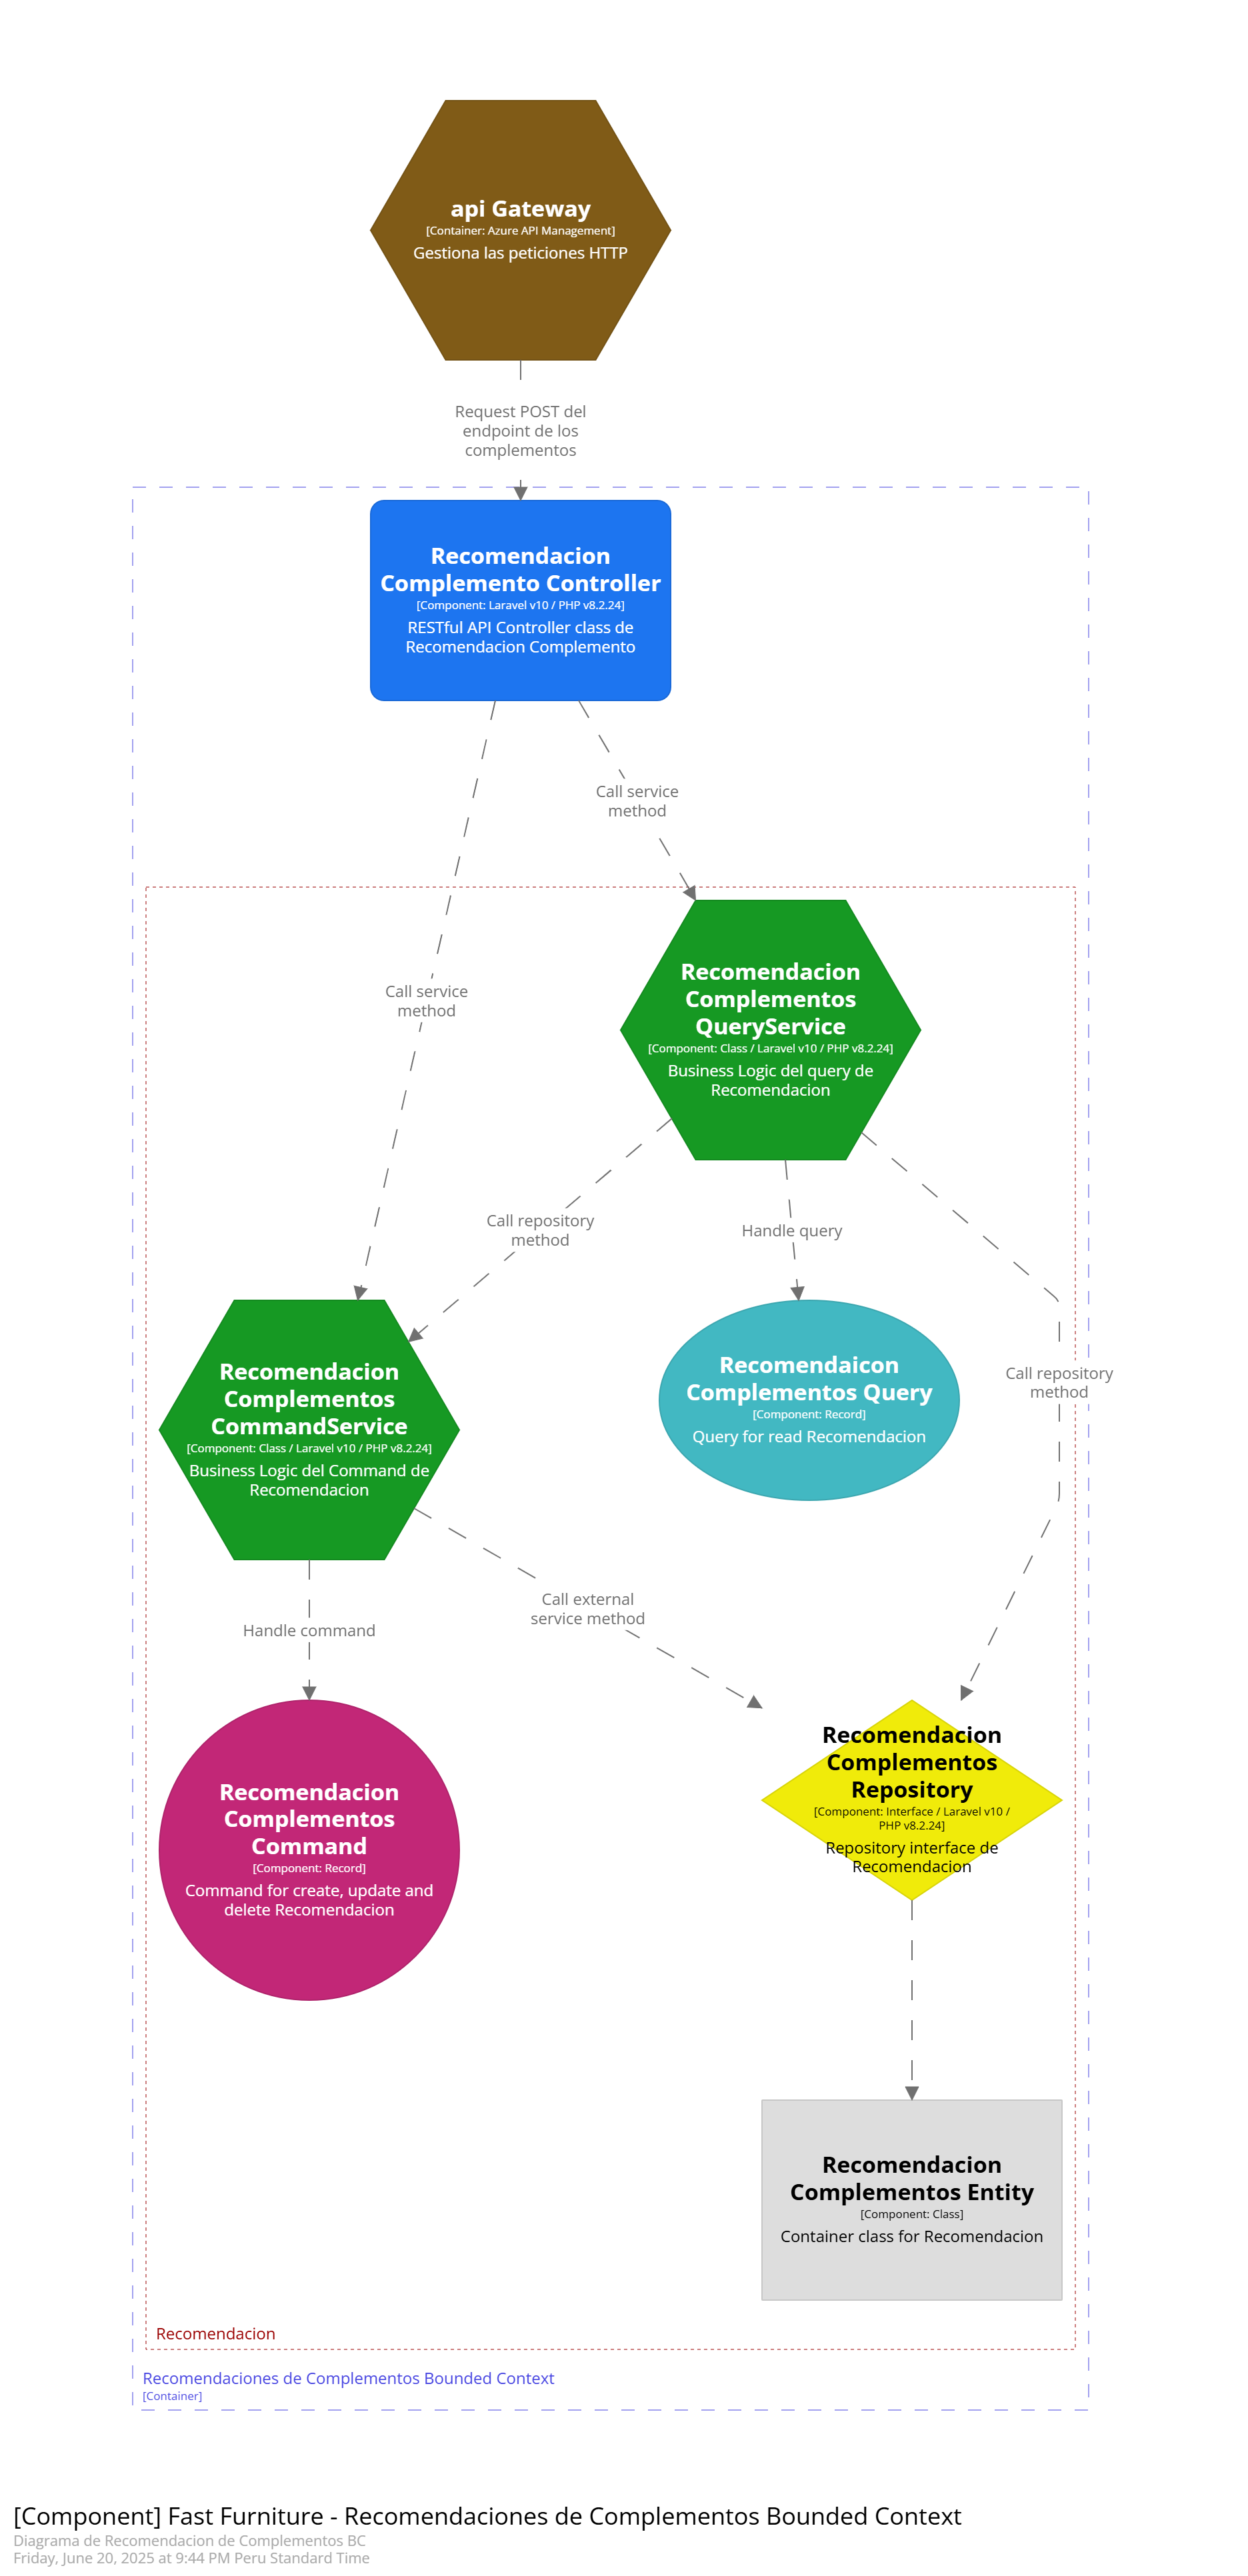 api Gateway
[Container: Azure API Management]
Gestiona las peticiones HTTP
Request POST del
endpoint de los
complementos
Recomendacion
Complemento Controller
[Component: Laravel v10 / PHP v8.2.24]
RESTful API Controller class de
Recomendacion Complemento
Call service
method
Call service
method
Recomendacion
Complementos
QueryService
[Component: Class / Laravel v10 / PHP v8.2.24]
Business Logic del query de
Recomendacion
Call repository
method
Handle query
Call repository
method
Recomendacion
Complementos
CommandService
[Component: Class / Laravel v10 / PHP v8.2.24]
Business Logic del Command de
Recomendacion
Recomendaicon
Complementos Query
[Component: Record]
Query for read Recomendacion
Handle command
Call external
service method
Recomendacion
Complementos
Command
[Component: Record]
Command for create, update and
delete Recomendacion
Recomendacion
Complementos
Repository
[Component: Interface / Laravel v10 /
PHP v8.2.24]
Repository interface de
Recomendacion
Recomendacion
Complementos Entity
[Component: Class]
Container class for Recomendacion
Recomendacion
Recomendaciones de Complementos Bounded Context
[Container]
[Component] Fast Furniture - Recomendaciones de Complementos Bounded Context
Diagrama de Recomendacion de Complementos BC
Friday, June 20, 2025 at 9:44 PM Peru Standard Time